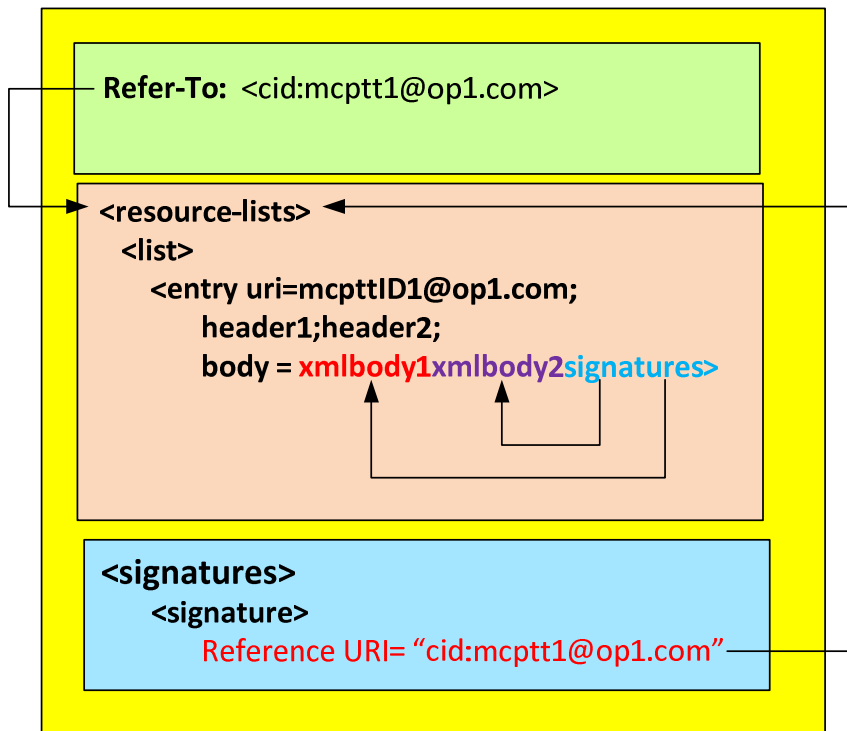 Refer-To: <cid:mcptt1@op1.com>
<resource-lists>
<list>
<entry uri=mcpttID1@op1.com;
header1;header2;
body = xmlbody1xmlbody2signatures>
<signatures>
<signature>
Reference URI= “cid:mcptt1@op1.com”